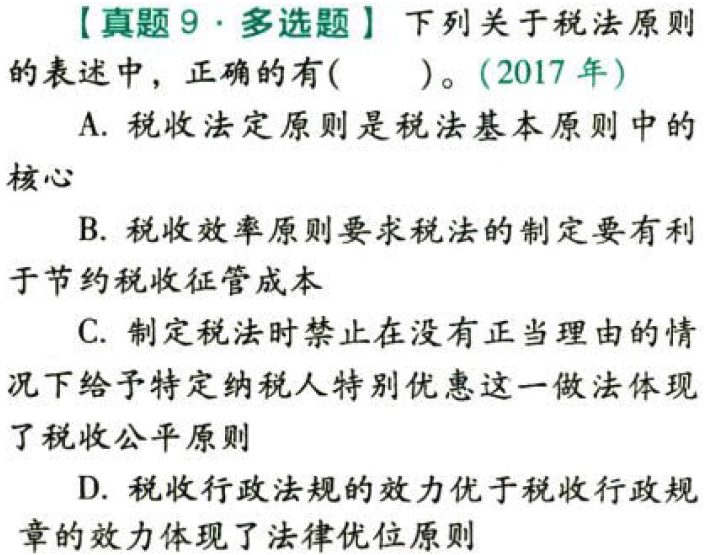 【真题9·多选题】下列关于税法原则
的表述中，正确的有(　　)。(2017年)
A. 税收法定原则是税法基本原则中的
核心
B. 税收效率原则要求税法的制定要有利
于节约税收征管成本
C. 制定税法时禁止在没有正当理由的情
况下给予特定纳税人特别优惠这一做法体现
了税收公平原则
D. 税收行政法规的效力优于税收行政规
章的效力体现了法律优位原则